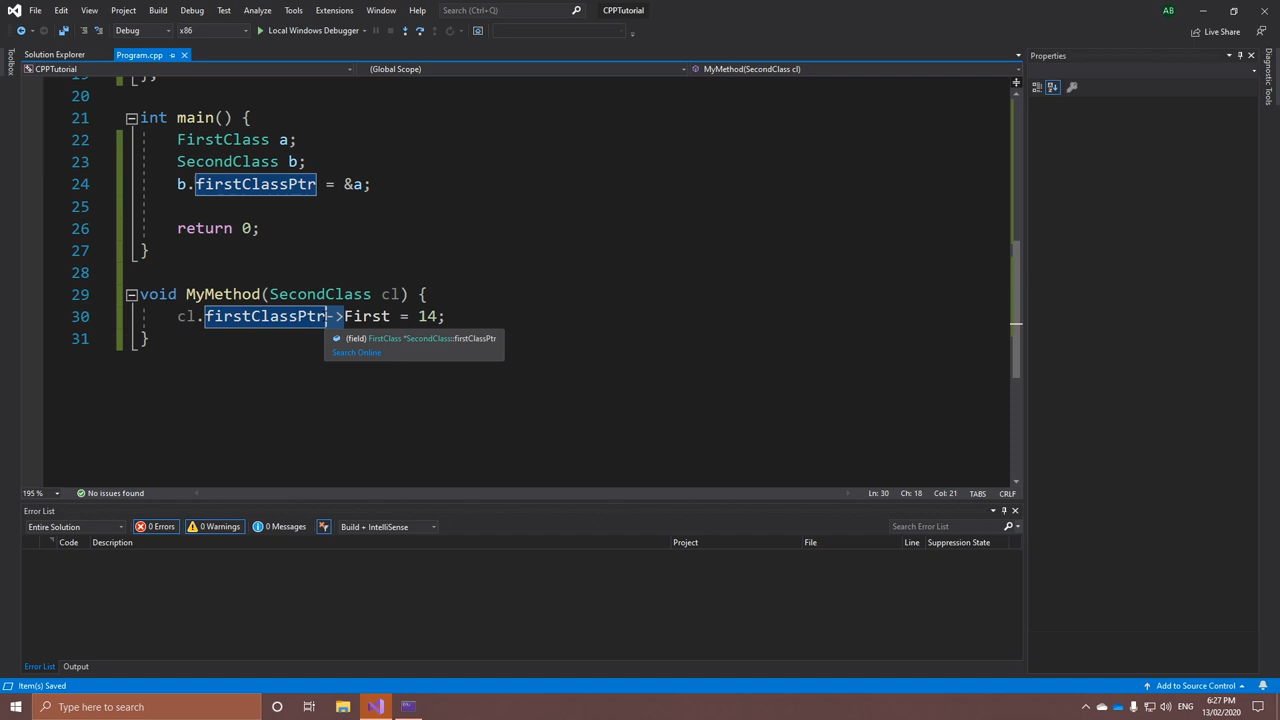 File Edit View Project Build Debug Test Analyze Tools Extensions Window Help Search (Ctrl+Q) CPPTutorial AB
Debug x86 Local Windows Debugger Live Share
Toolbox
Solution Explorer Program.cpp Properties
CPPTutorial (Global Scope) MyMethod(SecondClass cl)
Diagnostic Tools
20
21 int main() {
22 FirstClass a;
23 SecondClass b;
24 b.firstClassPtr = &a;
25
26 return 0;
27 }
28
29 void MyMethod(SecondClass cl) {
30 cl.firstClassPtr->First = 14;
31 }
(field) FirstClass *SecondClass::firstClassPtr
Search Online
195 % No issues found Ln: 30 Ch: 18 Col: 21 TABS CRLF
Error List
Entire Solution 0 Errors 0 Warnings 0 Messages Build + IntelliSense Search Error List
Code Description Project File Line Suppression State
Error List Output
Item(s) Saved Add to Source Control
Type here to search ENG 6:27 PM
13/02/2020